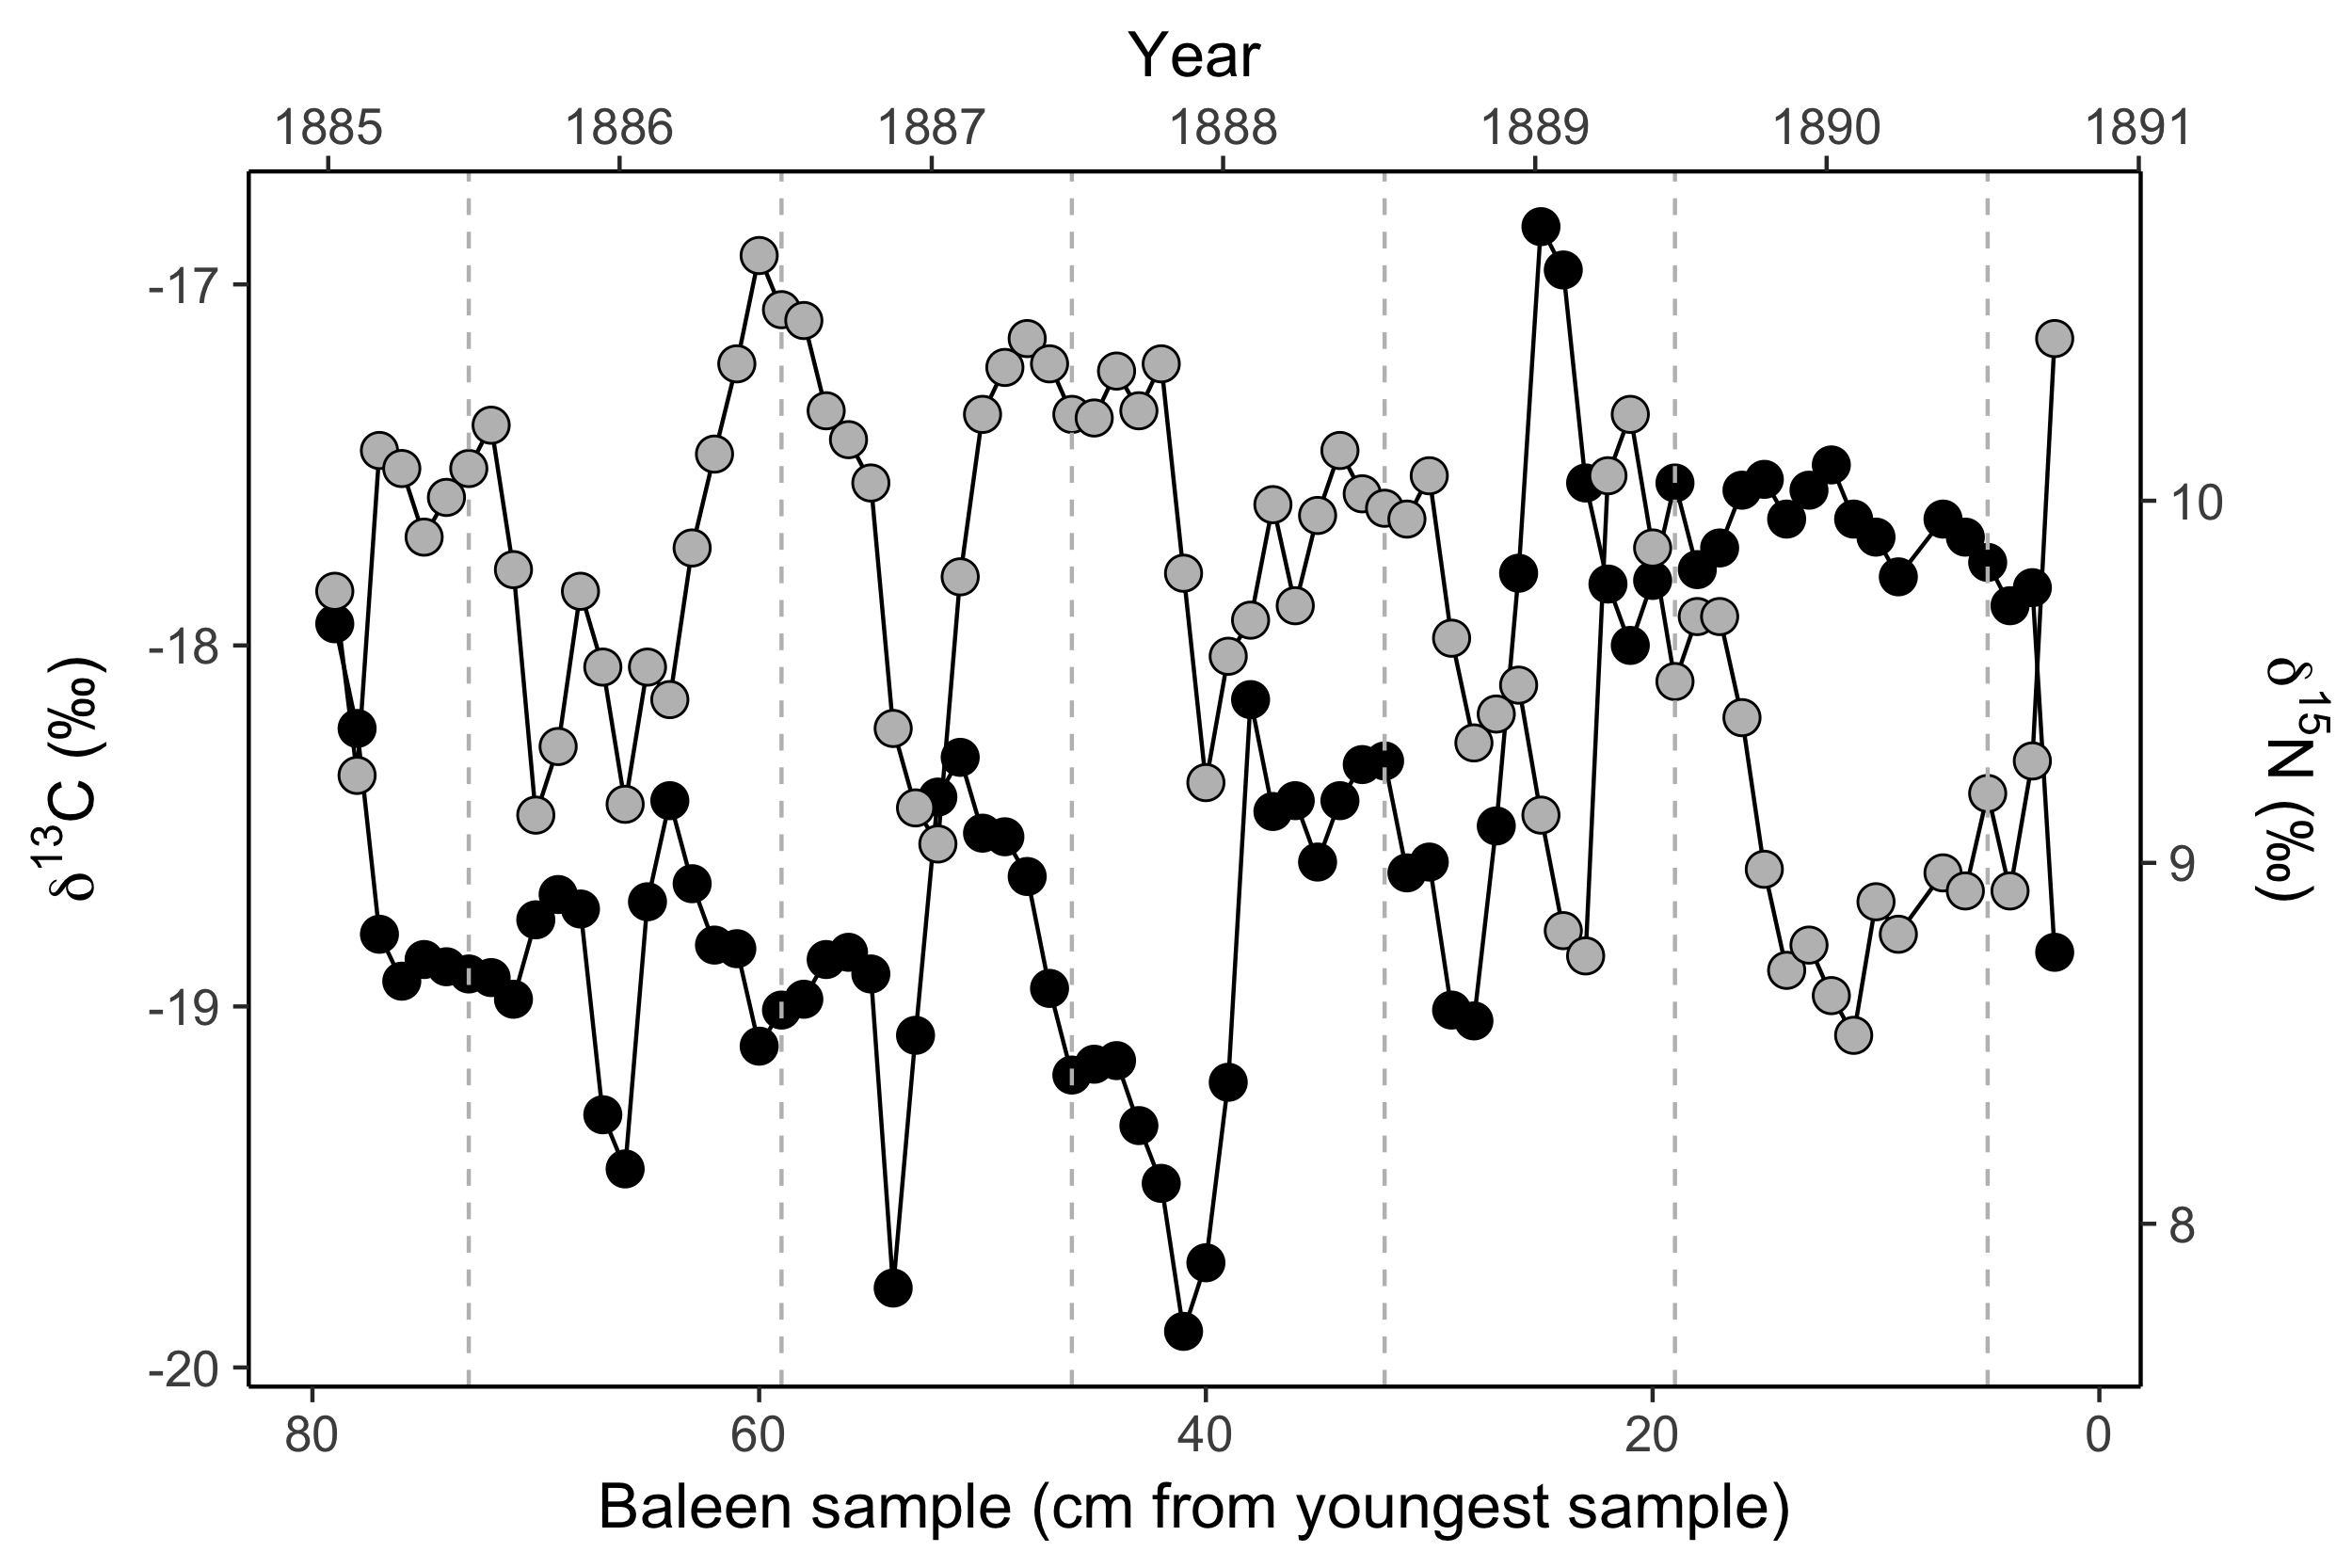 Year
1885 1886 1887 1888 1889 1890 1891
-17
-18
-19
-20
δ13C (‰)
10
9
8
δ15N (‰)
80 60 40 20 0
Baleen sample (cm from youngest sample)